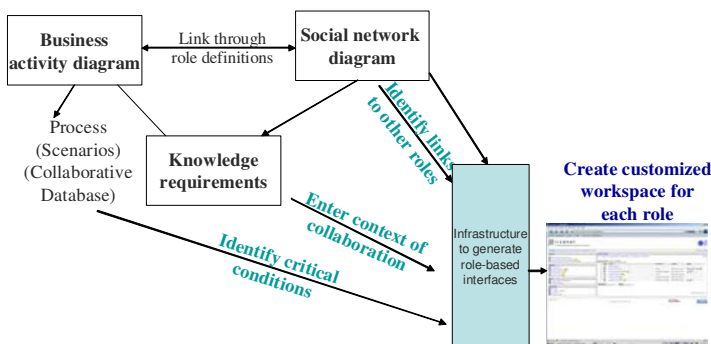 Business
activity diagram
Link through
role definitions
Social network
diagram
Process
(Scenarios)
(Collaborative
Database)
Knowledge
requirements
Identify links
to other roles
Enter context of
collaboration
Identify critical
conditions
Infrastructure
to generate
role-based
interfaces
Create customized
workspace for
each role